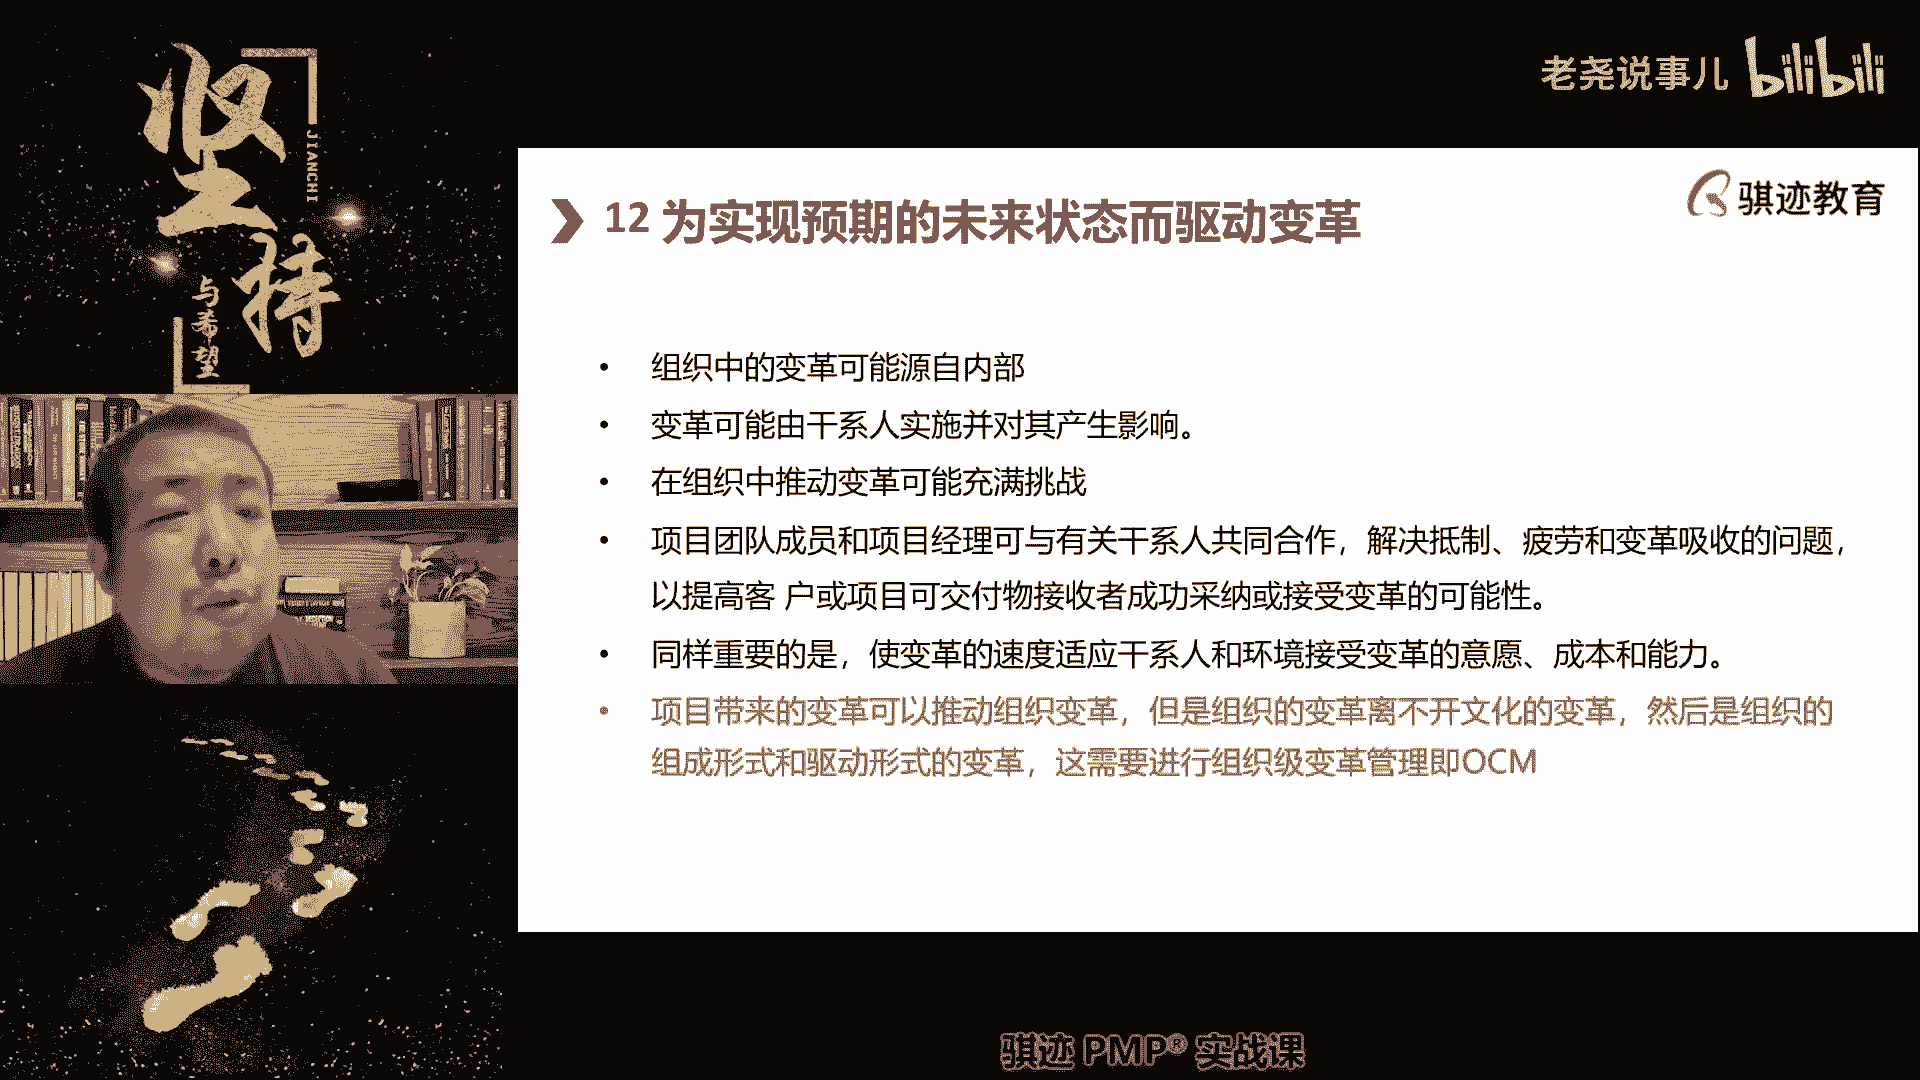 坚持
JIANCHI
与希望
老尧说事儿 bilibili
骐迹教育
12 为实现预期的未来状态而驱动变革
• 组织中的变革可能源自内部
• 变革可能由干系人实施并对其产生影响。
• 在组织中推动变革可能充满挑战
• 项目团队成员和项目经理可与有关干系人共同合作，解决抵制、疲劳和变革吸收的问题，
以提高客 户或项目可交付物接收者成功采纳或接受变革的可能性。
• 同样重要的是，使变革的速度适应干系人和环境接受变革的意愿、成本和能力。
• 项目带来的变革可以推动组织变革，但是组织的变革离不开文化的变革，然后是组织的
组成形式和驱动形式的变革，这需要进行组织级变革管理即OCM
骐迹 PMP® 实战课